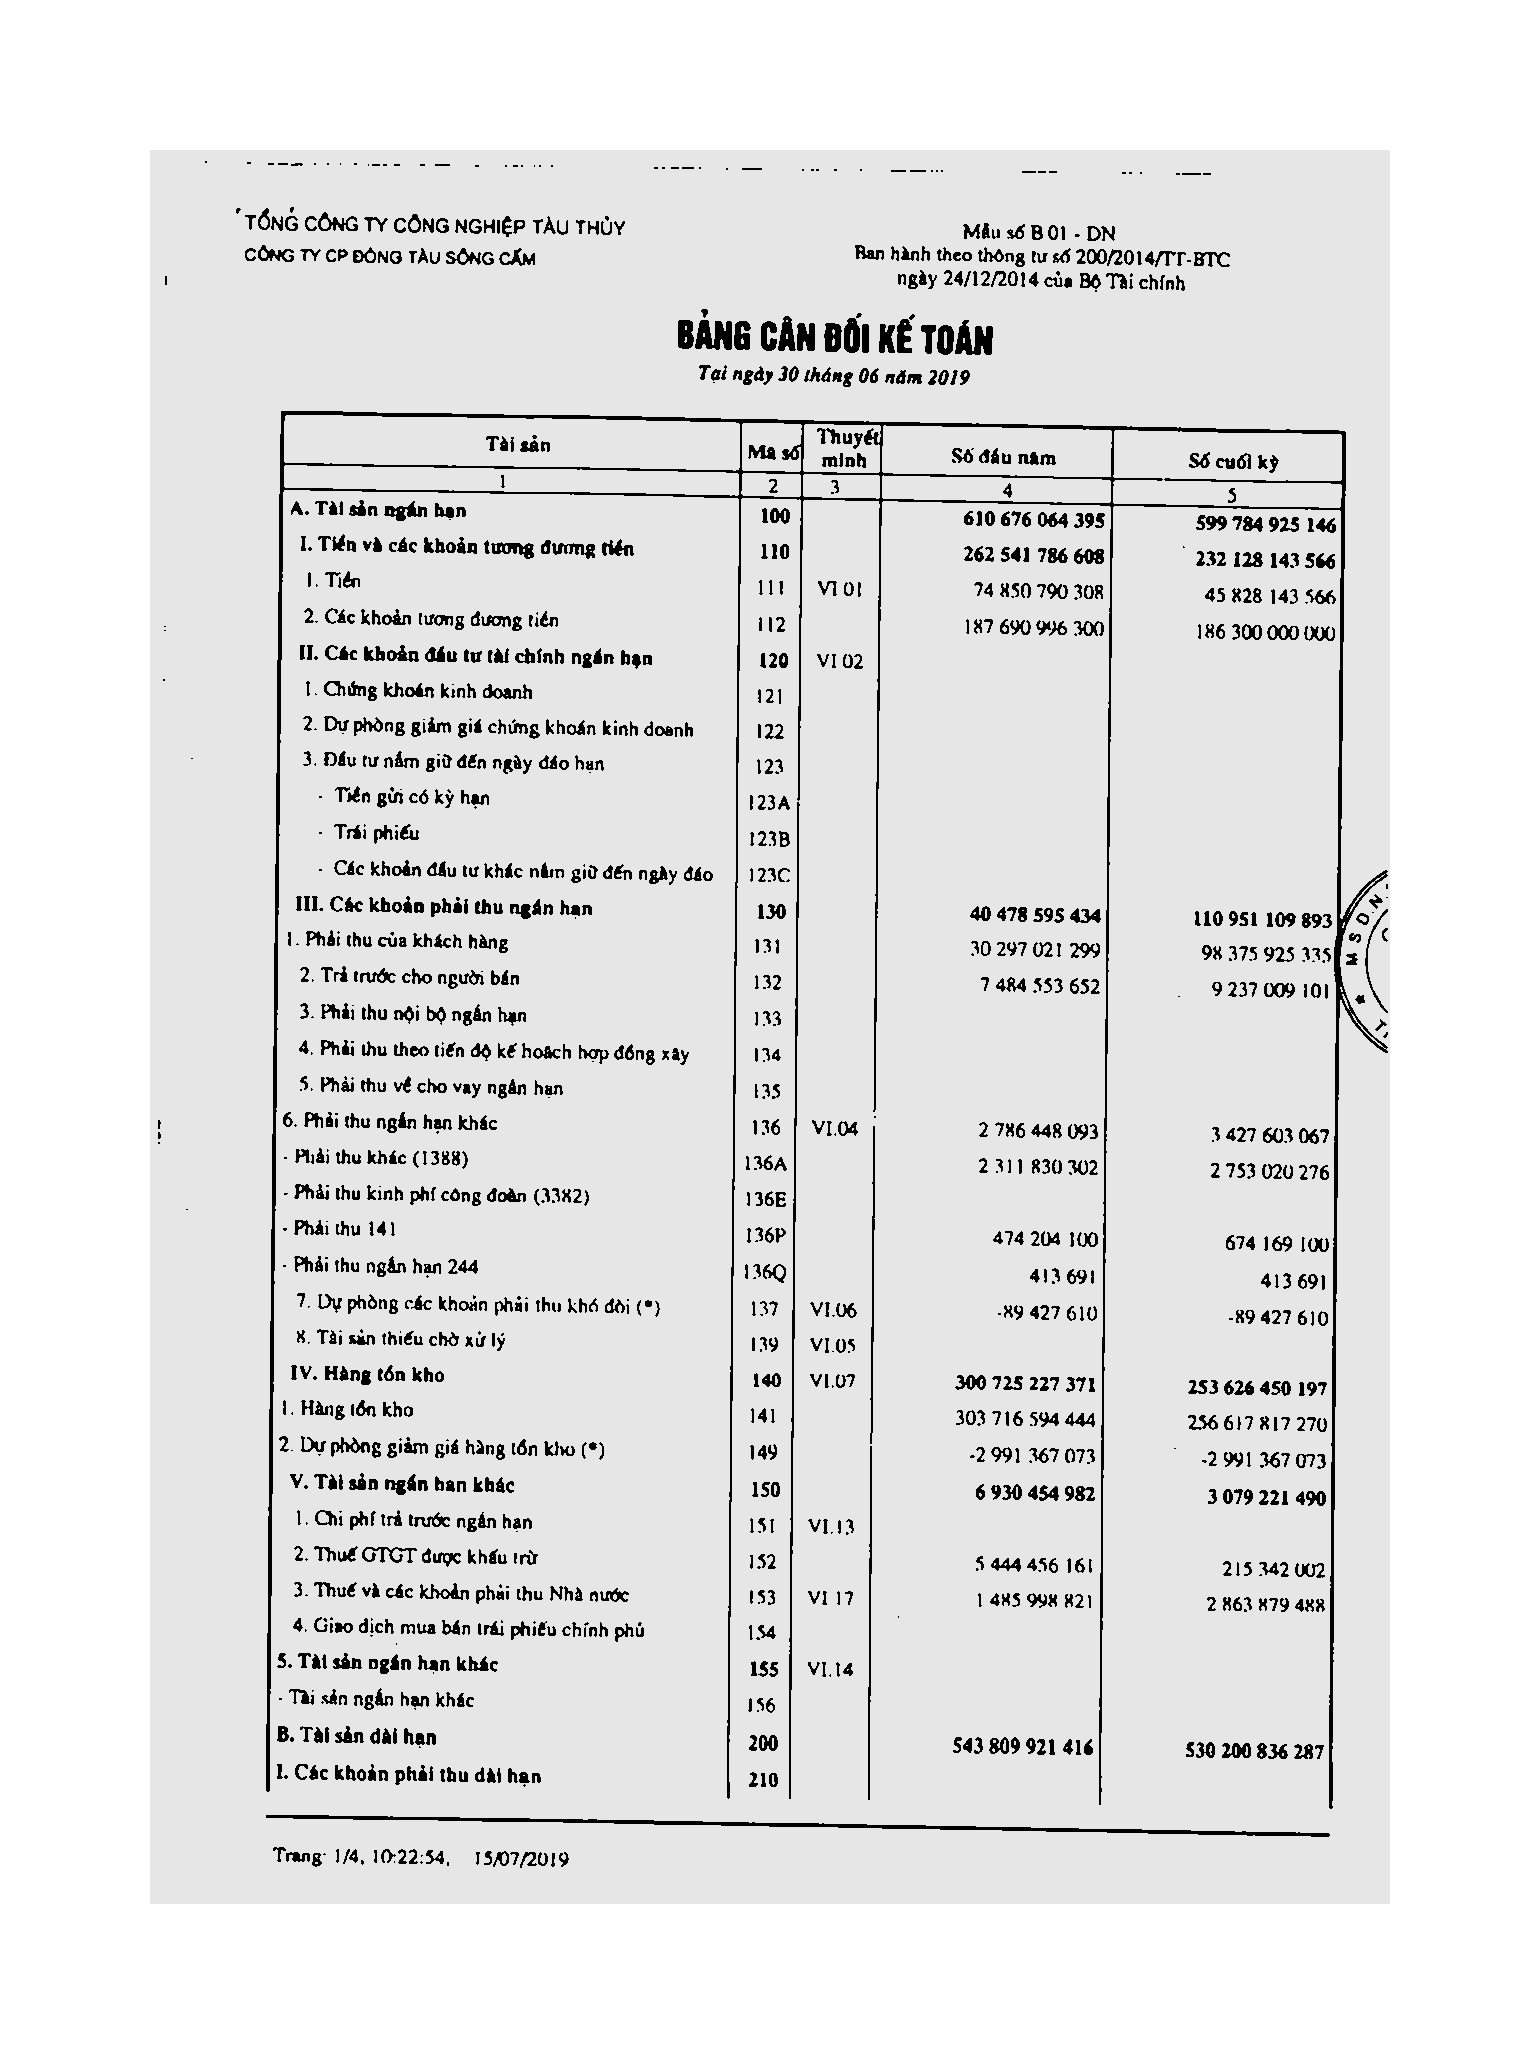 TỔNG CÔNG TY CÔNG NGHIỆP TÀU THỦY
CÔNG TY CP ĐÓNG TÀU SÔNG CẤM
Mẫu số B 01 - DN
Ban hành theo thông tư số 200/2014/TT-BTC
ngày 24/12/2014 của Bộ Tài chính
BẢNG CÂN ĐỐI KẾ TOÁN
Tại ngày 30 tháng 06 năm 2019
Tài sản Mã số Thuyết minh Số đầu năm Số cuối kỳ
1 2 3 4 5
A. Tài sản ngắn hạn 100 610 676 064 395 599 784 925 146
I. Tiền và các khoản tương đương tiền 110 262 541 786 608 232 128 143 566
1. Tiền 111 VI 01 74 850 790 308 45 828 143 566
2. Các khoản tương đương tiền 112 187 690 996 300 186 300 000 000
II. Các khoản đầu tư tài chính ngắn hạn 120 VI 02
1. Chứng khoán kinh doanh 121
2. Dự phòng giảm giá chứng khoán kinh doanh 122
3. Đầu tư nắm giữ đến ngày đáo hạn 123
- Tiền gửi có kỳ hạn 123A
- Trái phiếu 123B
- Các khoản đầu tư khác nắm giữ đến ngày đáo 123C
III. Các khoản phải thu ngắn hạn 130 40 478 595 434 110 951 109 893
1. Phải thu của khách hàng 131 30 297 021 299 98 375 925 335
2. Trả trước cho người bán 132 7 484 553 652 9 237 009 101
3. Phải thu nội bộ ngắn hạn 133
4. Phải thu theo tiến độ kế hoạch hợp đồng xây 134
5. Phải thu về cho vay ngắn hạn 135
6. Phải thu ngắn hạn khác 136 VI.04 2 786 448 093 3 427 603 067
- Phải thu khác (1388) 136A 2 311 830 302 2 753 020 276
- Phải thu kinh phí công đoàn (3382) 136E
- Phải thu 141 136P 474 204 100 674 169 100
- Phải thu ngắn hạn 244 136Q 413 691 413 691
7. Dự phòng các khoản phải thu khó đòi (*) 137 VI.06 -89 427 610 -89 427 610
8. Tài sản thiếu chờ xử lý 139 VI.05
IV. Hàng tồn kho 140 VI.07 300 725 227 371 253 626 450 197
1. Hàng tồn kho 141 303 716 594 444 256 617 817 270
2. Dự phòng giảm giá hàng tồn kho (*) 149 -2 991 367 073 -2 991 367 073
V. Tài sản ngắn hạn khác 150 6 930 454 982 3 079 221 490
1. Chi phí trả trước ngắn hạn 151 VI.13
2. Thuế GTGT được khấu trừ 152 5 444 456 161 215 342 002
3. Thuế và các khoản phải thu Nhà nước 153 VI 17 1 485 998 821 2 863 879 488
4. Giao dịch mua bán trái phiếu chính phủ 154
5. Tài sản ngắn hạn khác 155 VI.14
- Tài sản ngắn hạn khác 156
B. Tài sản dài hạn 200 543 809 921 416 530 200 836 287
I. Các khoản phải thu dài hạn 210
M.S.D.N
Trang: 1/4, 10:22:54, 15/07/2019